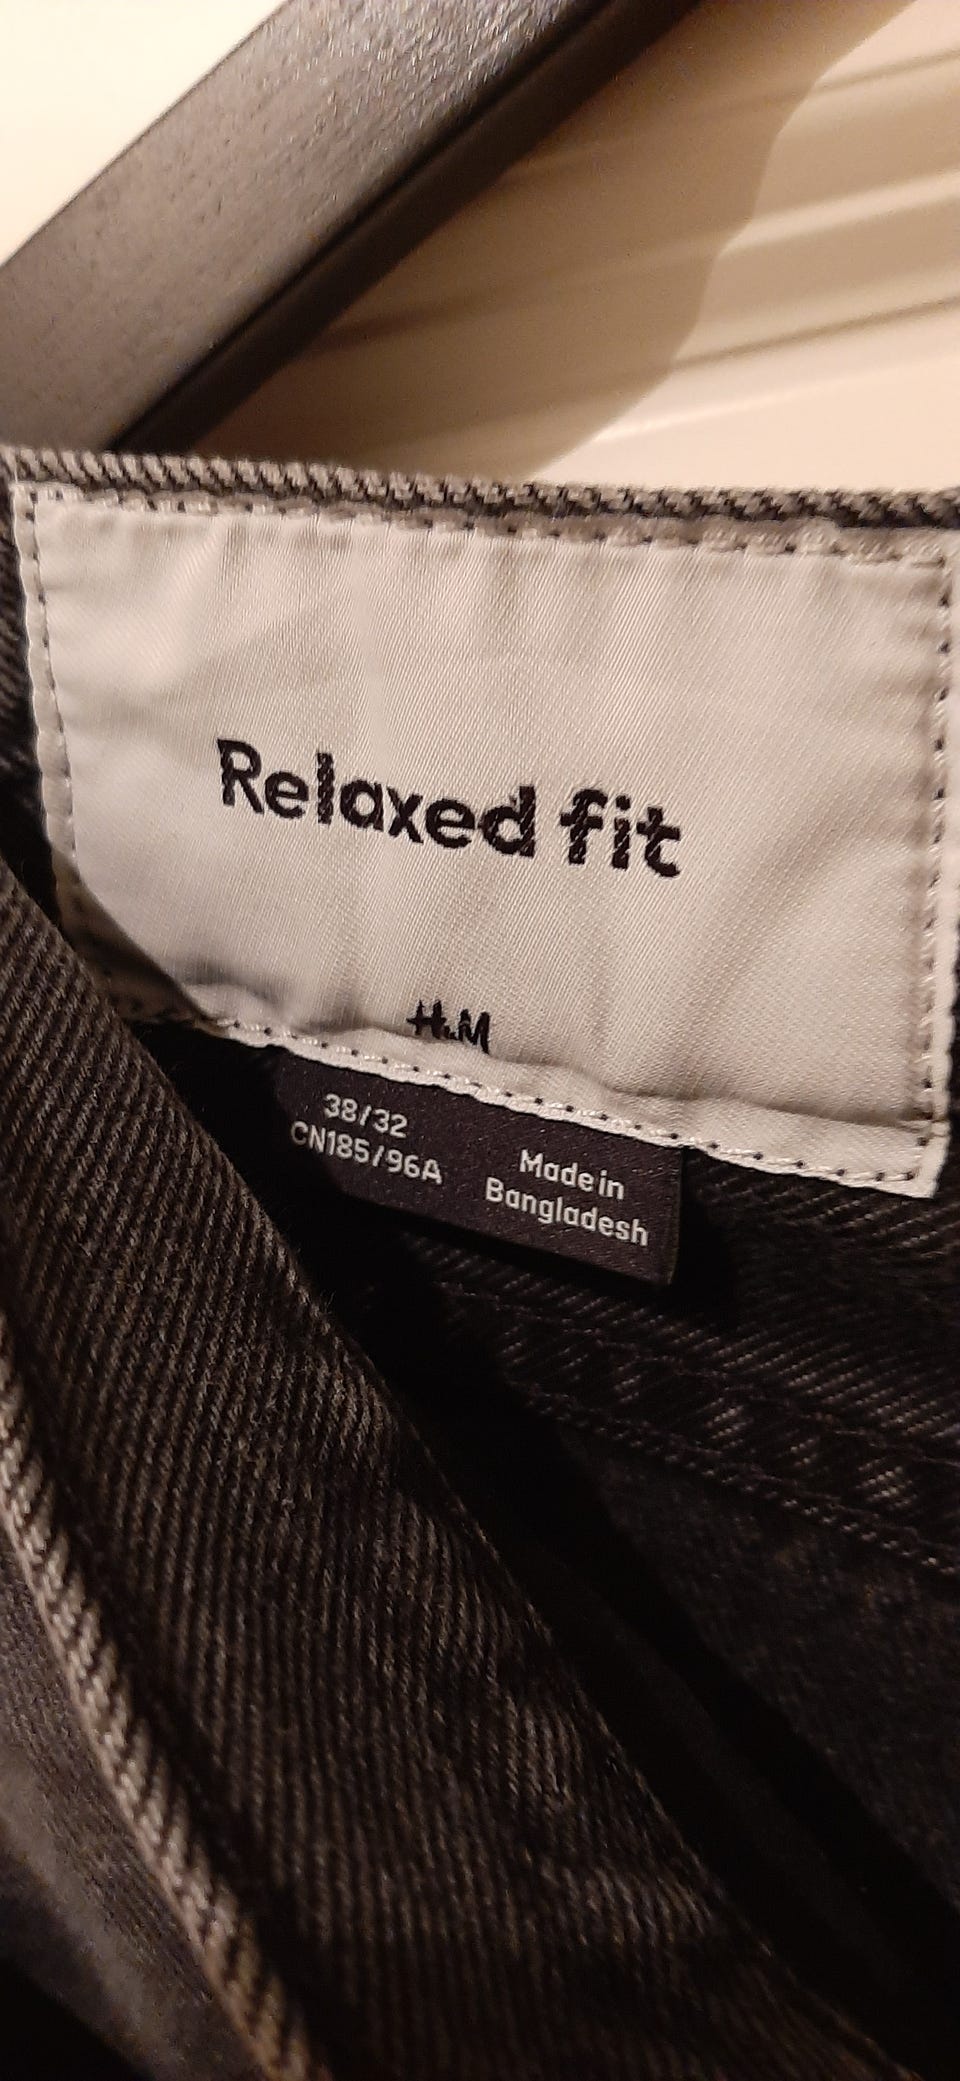 Relaxed fit
H&M
38/32
CN185/96A
Made in
Bangladesh